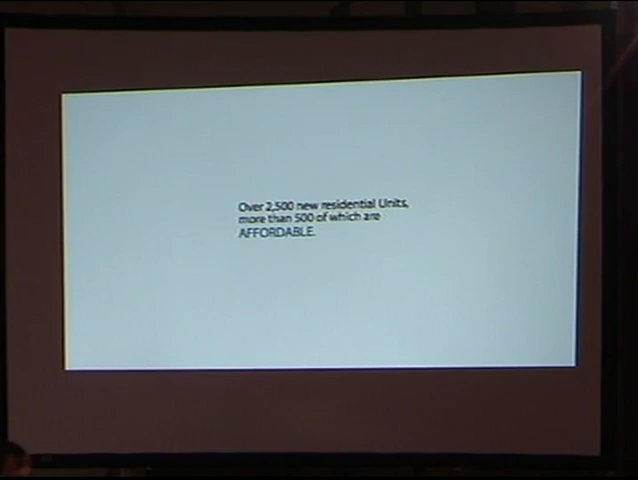 Over 2,500 new residential Units,
more than 500 of which are
AFFORDABLE.